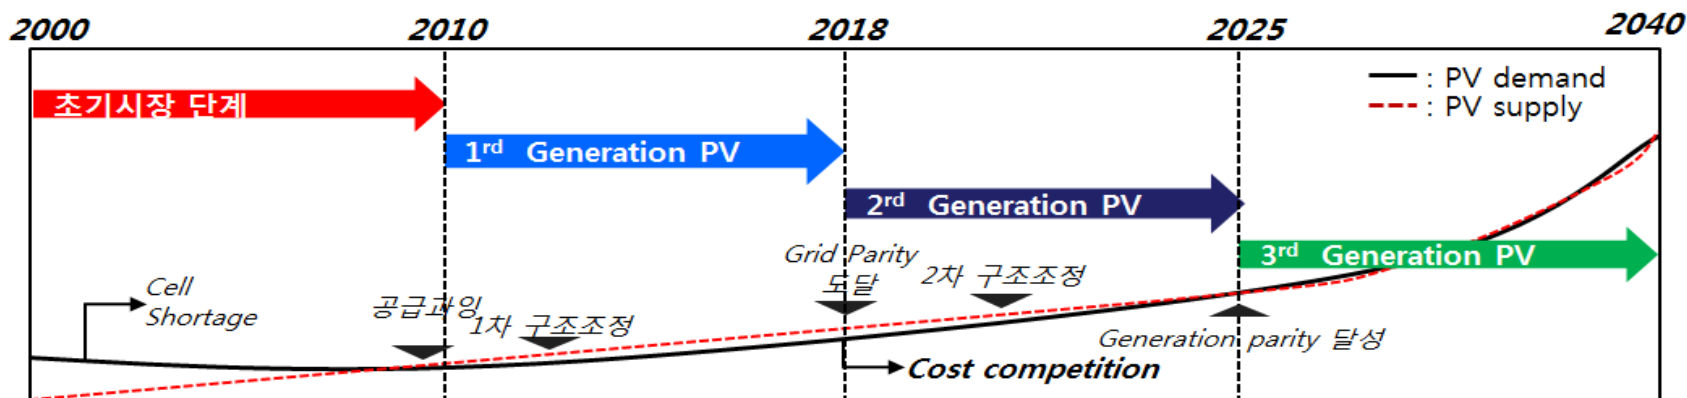 2000 2010 2018 2025 2040
: PV demand
: PV supply
초기시장 단계
1rd Generation PV
2rd Generation PV
3rd Generation PV
Cell
Shortage
공급과잉
1차 구조조정
Grid Parity
도달
2차 구조조정
Generation parity 달성
Cost competition